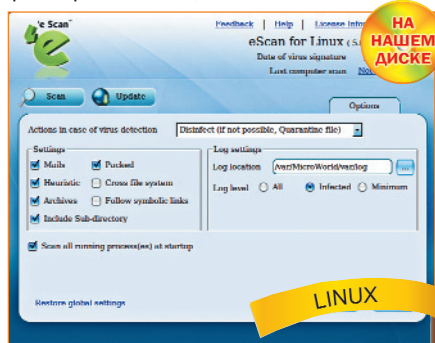 e Scan
Feedback | Help | License Infor
eScan for Linux (5.
Date of virus signature
Last computer scan
НА
НАШЕМ
ДИСКЕ
Scan
Update
Options
Actions in case of virus detection Disinfect (if not possible, Quarantine file)
Settings
Mails Packed
Heuristic Cross file system
Archives Follow symbolic links
Include Sub-directory
Log settings
Log location /var/MicroWorld/var/log ...
Log level All Infected Minimum
Scan all running process(es) at startup
Restore global settings
LINUX